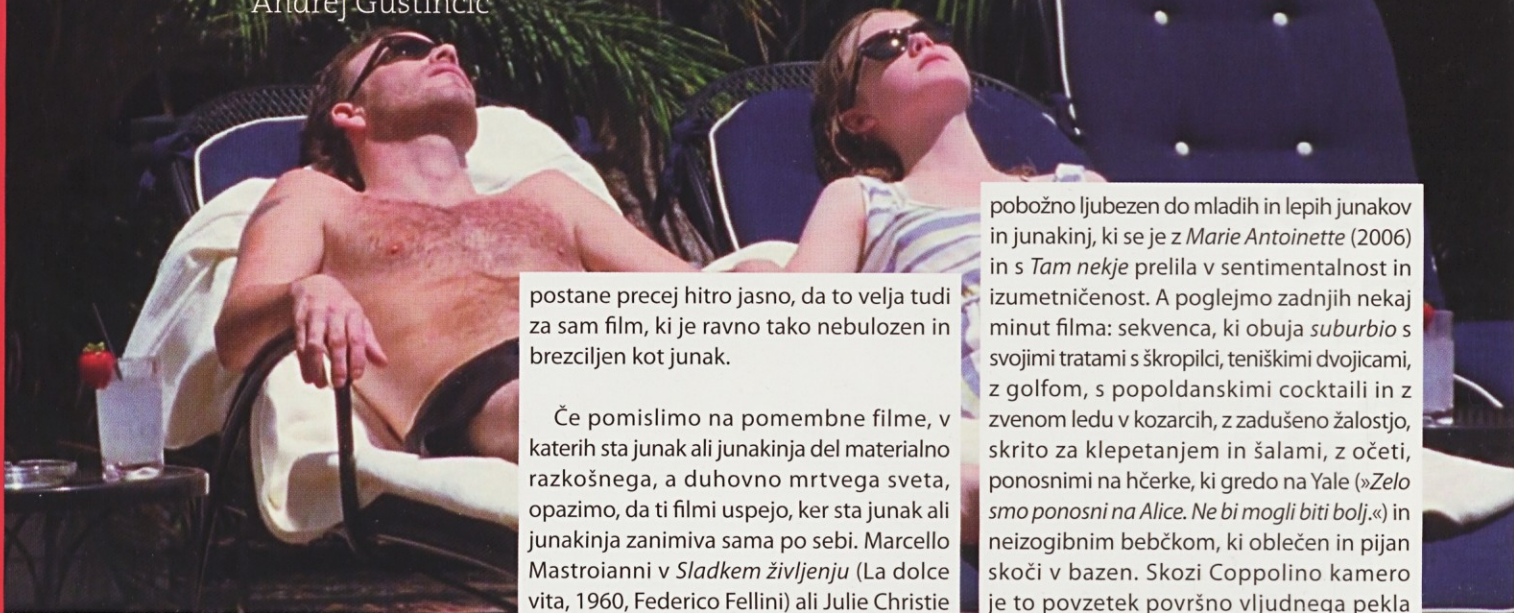 Andrej Gustinčič
postane precej hitro jasno, da to velja tudi
za sam film, ki je ravno tako nebulozen in
brezciljen kot junak.
Če pomislimo na pomembne filme, v
katerih sta junak ali junakinja del materialno
razkošnega, a duhovno mrtvega sveta,
opazimo, da ti filmi uspejo, ker sta junak ali
junakinja zanimiva sama po sebi. Marcello
Mastroianni v Sladkem življenju (La dolce
vita, 1960, Federico Fellini) ali Julie Christie
pobožno ljubezen do mladih in lepih junakov
in junakinj, ki se je z Marie Antoinette (2006)
in s Tam nekje prelila v sentimentalnost in
izumetničenost. A poglejmo zadnjih nekaj
minut filma: sekvenca, ki obuja suburbio s
svojimi tratami s škropilci, teniškimi dvojicami,
z golfom, s popoldanskimi cocktaili in z
zvenom ledu v kozarcih, z zadušeno žalostjo,
skrito za klepetanjem in šalami, z očeti,
ponosnimi na hčerke, ki gredo na Yale (»Zelo
smo ponosni na Alice. Ne bi mogli biti bolj.«) in
neizogibnim bebčkom, ki oblečen in pijan
skoči v bazen. Skozi Coppolino kamero
je to povzetek površno vljudnega pekla